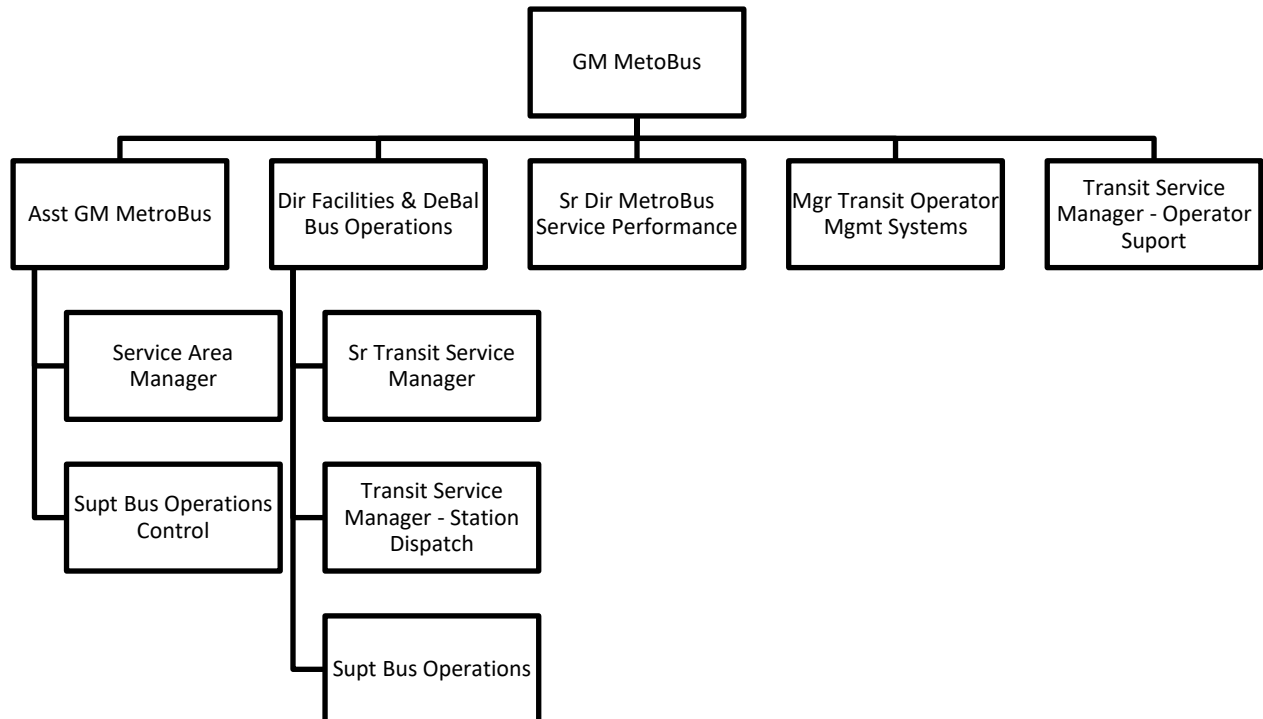 GM MetoBus
Asst GM MetroBus
Dir Facilities & DeBal
Bus Operations
Sr Dir MetroBus
Service Performance
Mgr Transit Operator
Mgmt Systems
Transit Service
Manager - Operator
Suport
Service Area
Manager
Sr Transit Service
Manager
Supt Bus Operations
Control
Transit Service
Manager - Station
Dispatch
Supt Bus Operations